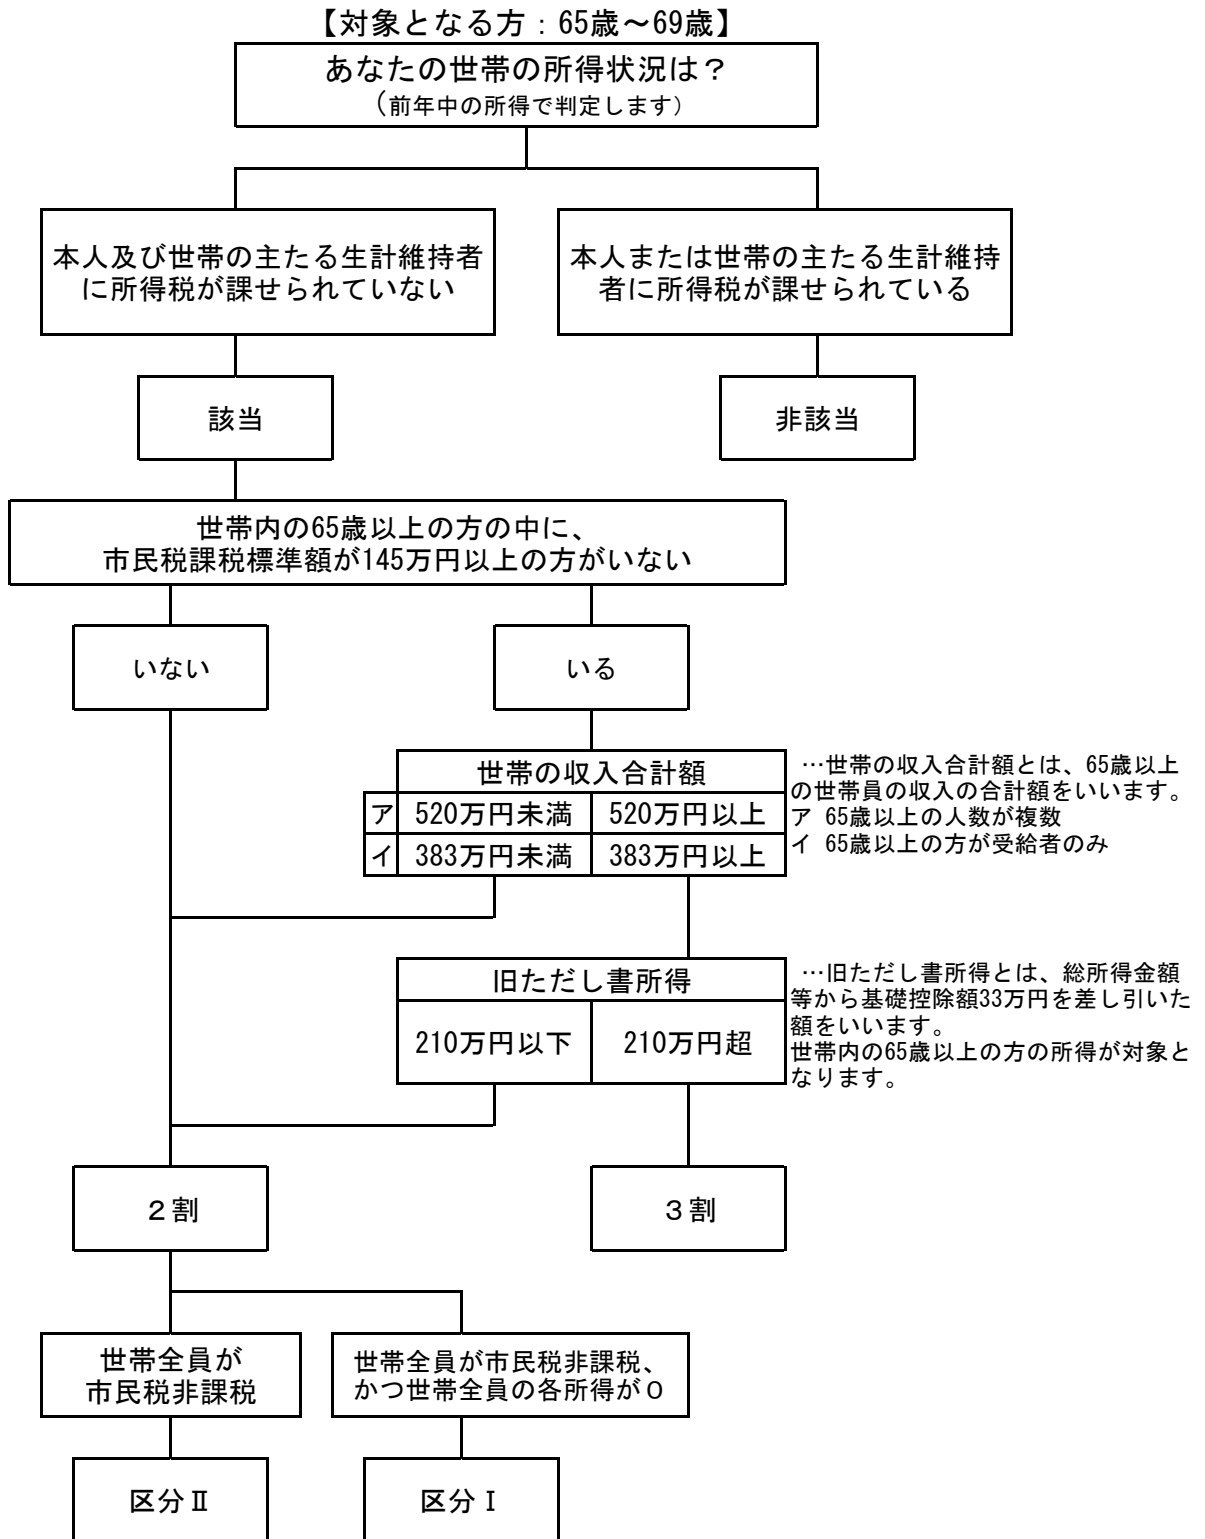 【対象となる方：65歳～69歳】
あなたの世帯の所得状況は？
（前年中の所得で判定します）
本人及び世帯の主たる生計維持者
に所得税が課せられていない
本人または世帯の主たる生計維持
者に所得税が課せられている
該当
非該当
世帯内の65歳以上の方の中に、
市民税課税標準額が145万円以上の方がいない
いない
いる
世帯の収入合計額
ア 520万円未満 520万円以上
イ 383万円未満 383万円以上
…世帯の収入合計額とは、65歳以上
の世帯員の収入の合計額をいいます。
ア 65歳以上の人数が複数
イ 65歳以上の方が受給者のみ
旧ただし書所得
210万円以下 210万円超
…旧ただし書所得とは、総所得金額
等から基礎控除額33万円を差し引いた
額をいいます。
世帯内の65歳以上の方の所得が対象と
なります。
２割
３割
世帯全員が
市民税非課税
世帯全員が市民税非課税、
かつ世帯全員の各所得が０
区分Ⅱ
区分Ⅰ